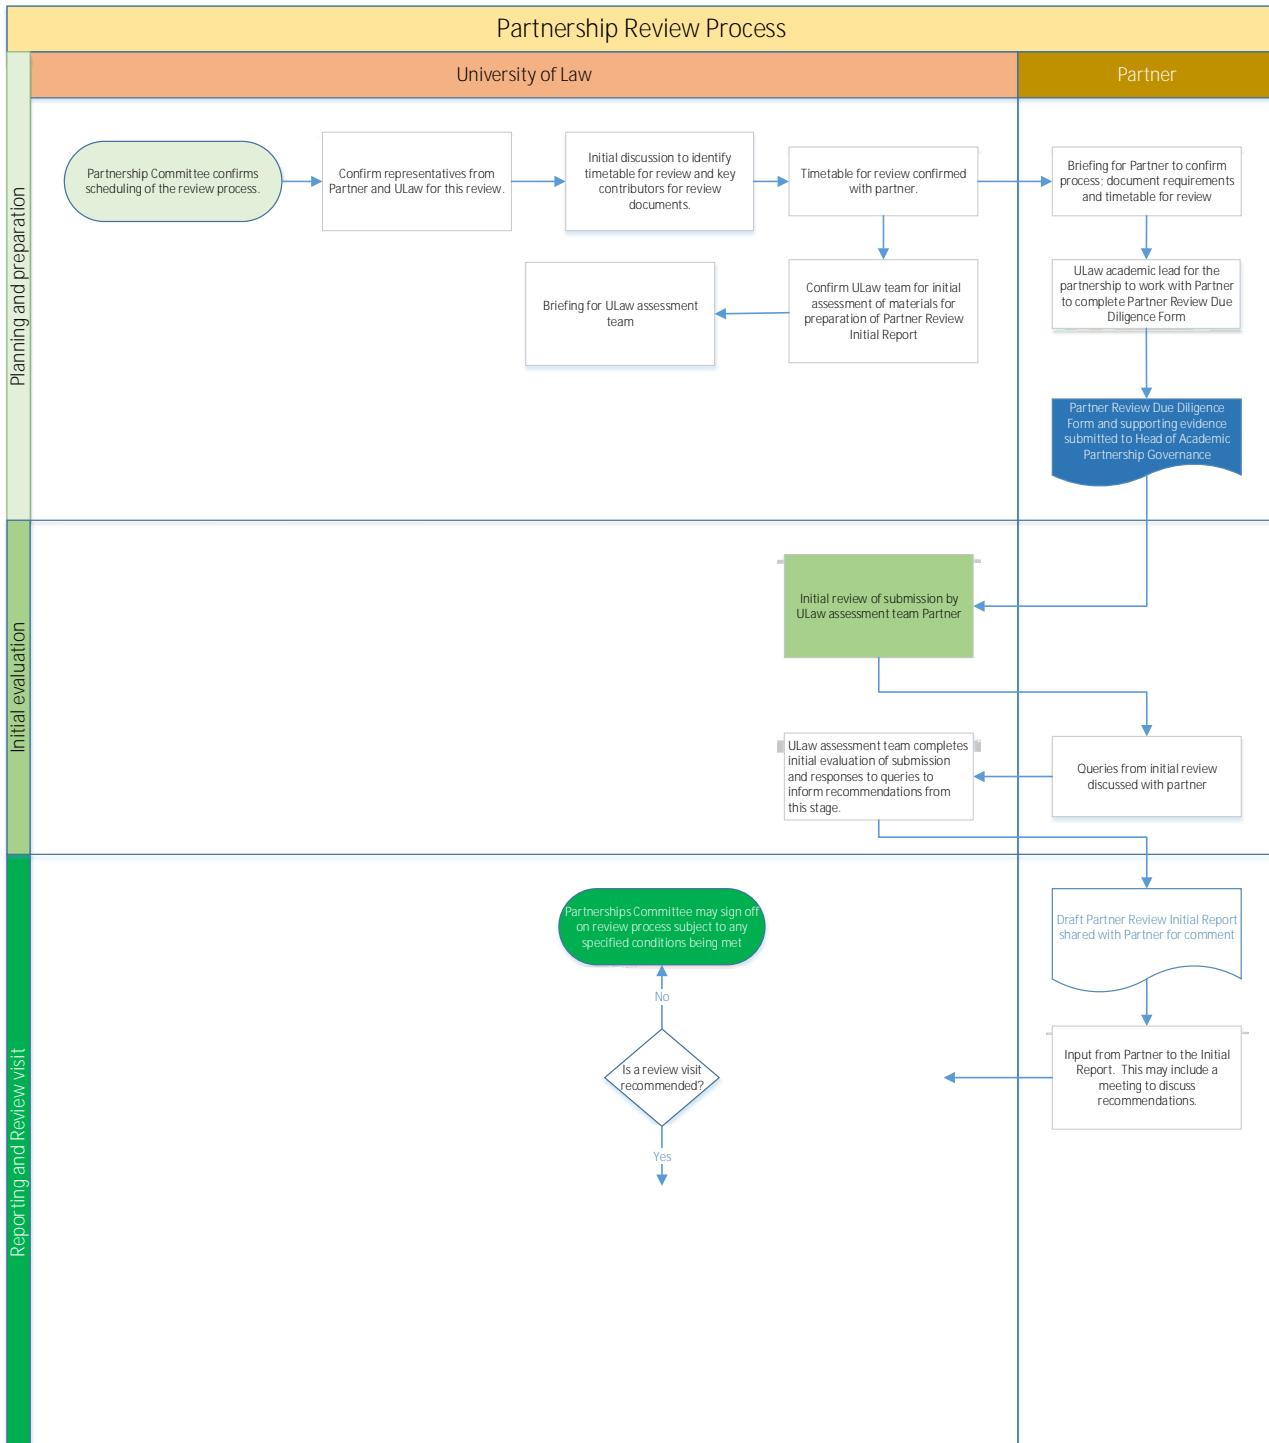 Partnership Review Process
University of Law
Partner
Planning and preparation
Partnership Committee confirms
scheduling of the review process.
Confirm representatives from
Partner and ULaw for this review.
Initial discussion to identify
timetable for review and key
contributors for review
documents.
Timetable for review confirmed
with partner.
Briefing for Partner to confirm
process; document requirements
and timetable for review
Briefing for ULaw assessment
team
Confirm ULaw team for initial
assessment of materials for
preparation of Partner Review
Initial Report
ULaw academic lead for the
partnership to work with Partner
to complete Partner Review Due
Diligence Form
Partner Review Due Diligence
Form and supporting evidence
submitted to Head of Academic
Partnership Governance
Initial evaluation
Initial review of submission by
ULaw assessment team Partner
ULaw assessment team completes
initial evaluation of submission
and responses to queries to
inform recommendations from
this stage.
Queries from initial review
discussed with partner
Reporting and Review visit
Partnerships Committee may sign off
on review process subject to any
specified conditions being met
Draft Partner Review Initial Report
shared with Partner for comment
No
Is a review visit
recommended?
Yes
Input from Partner to the Initial
Report. This may include a
meeting to discuss
recommendations.